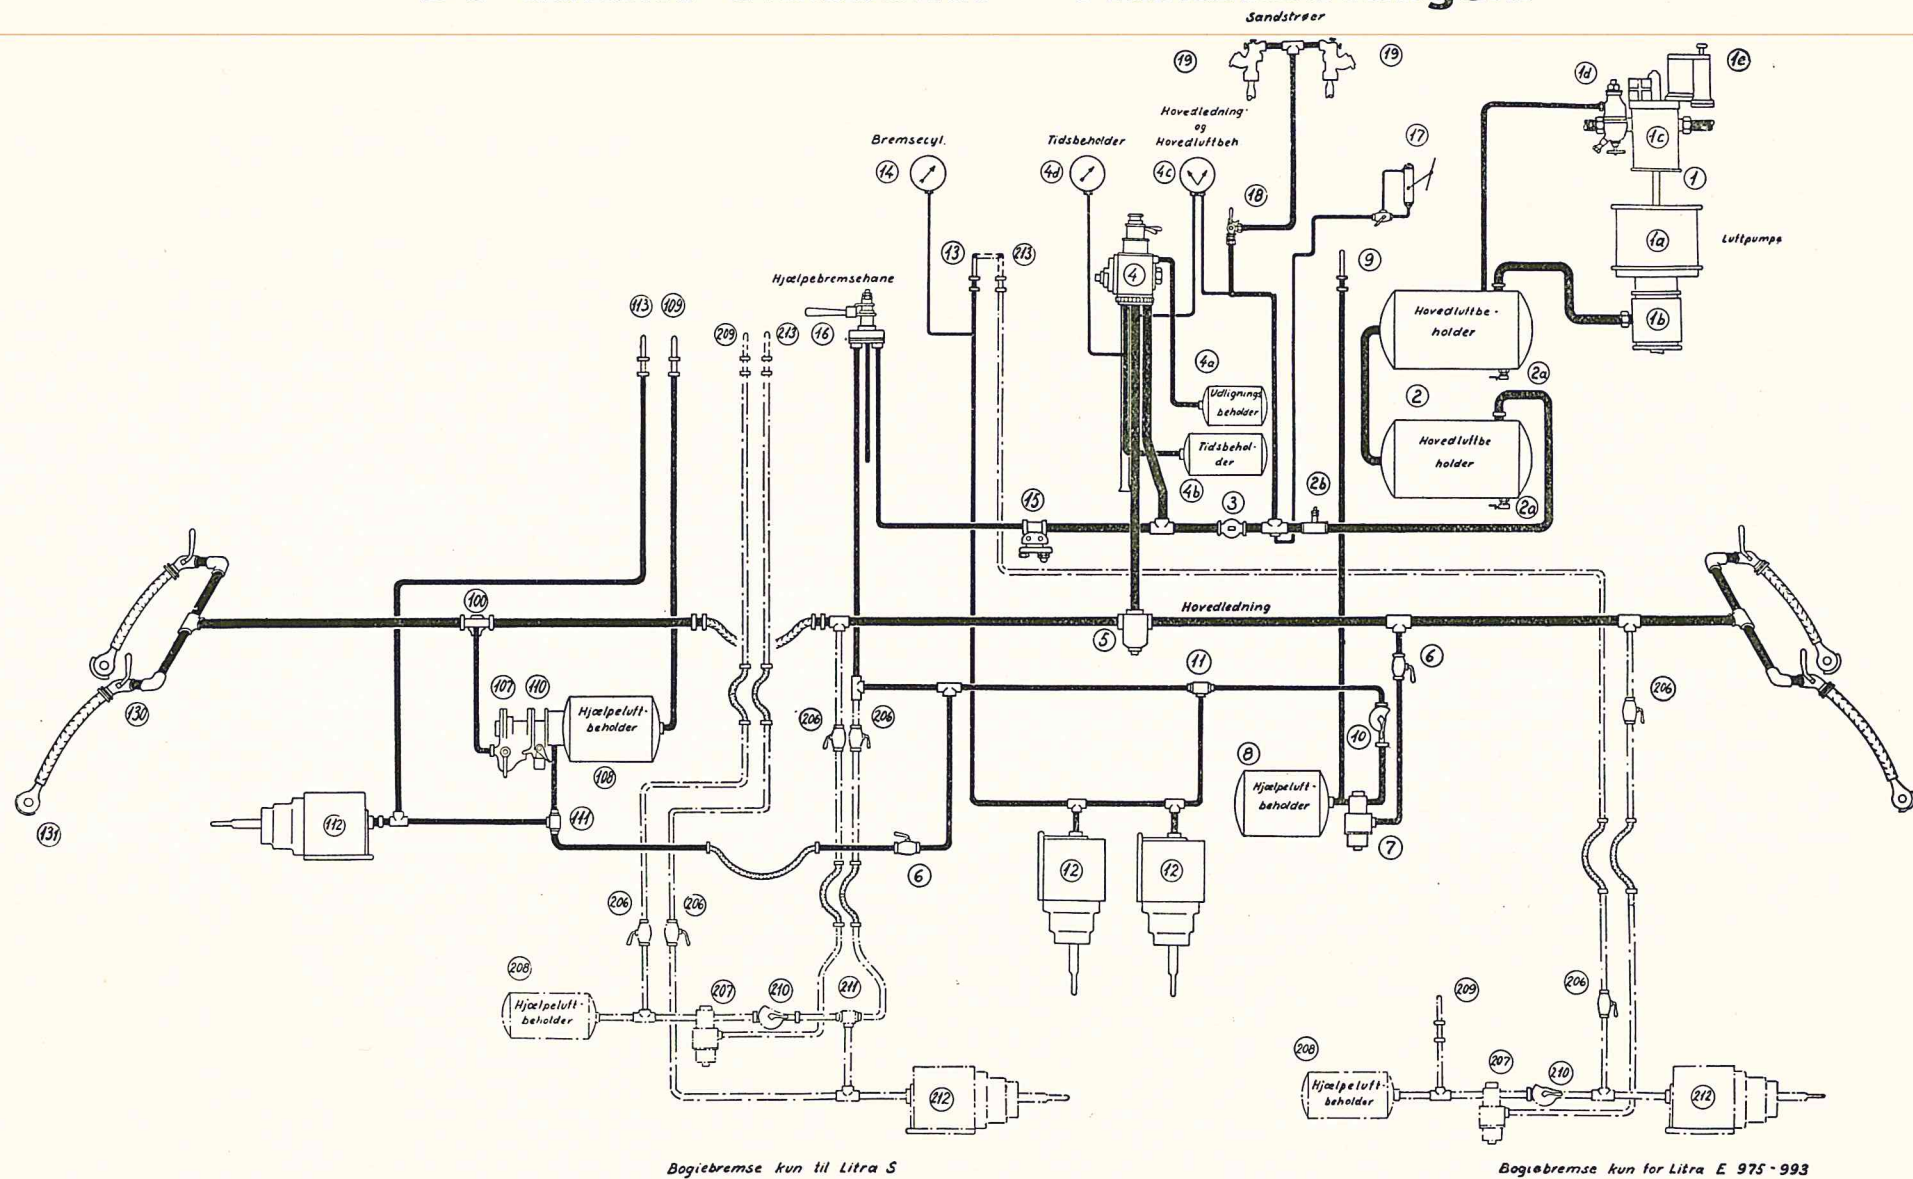 Sandstrøer
19
19
1d
1e
Hovedledning-
og
Hovedluftbeh
Bremsecyl.
Tidsbeholder
14
4d
4c
17
1c
1
18
1a
Luftpumpe
13
213
4
9
Hjælpebremsehane
113
109
209
213
16
Hovedluftbe-
holder
1b
4a
Udlignings
beholder
2a
2
Hovedluftbe
holder
Tidsbehol-
der
4b
15
3
2b
2a
100
Hovedledning
5
6
11
107
110
Hjælpeluft-
beholder
108
130
206
206
10
206
8
Hjælpeluft-
beholder
131
112
111
6
7
12
12
206
206
208
Hjælpeluft-
beholder
207
210
211
206
209
208
Hjælpeluft-
beholder
207
210
212
212
Bogiebremse kun til Litra S
Bogiebremse kun for Litra E 975-993